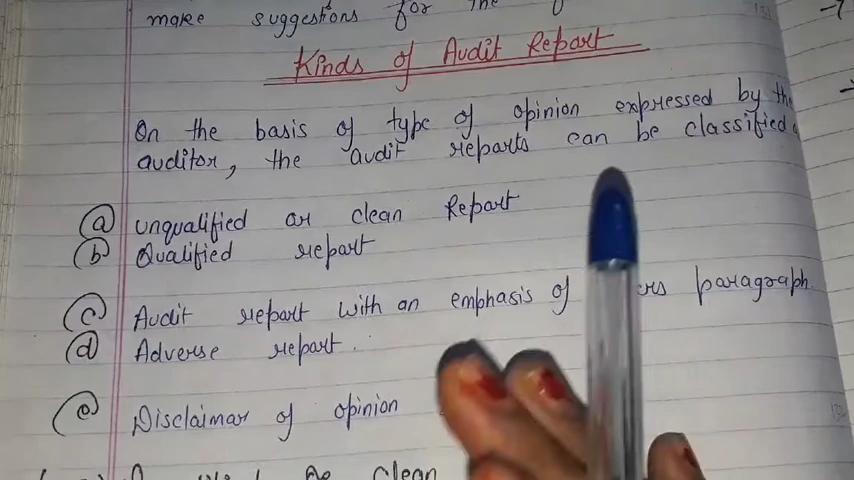 make suggestions for the
Kinds of Audit Report
On the basis of type of opinion expressed by the
auditor, the audit reports can be classified
(a) unqualified or clean Report
(b) Qualified report
(c) Audit report with an emphasis of paragraph.
(d) Adverse report.
(e) Disclaimar of opinion
clean